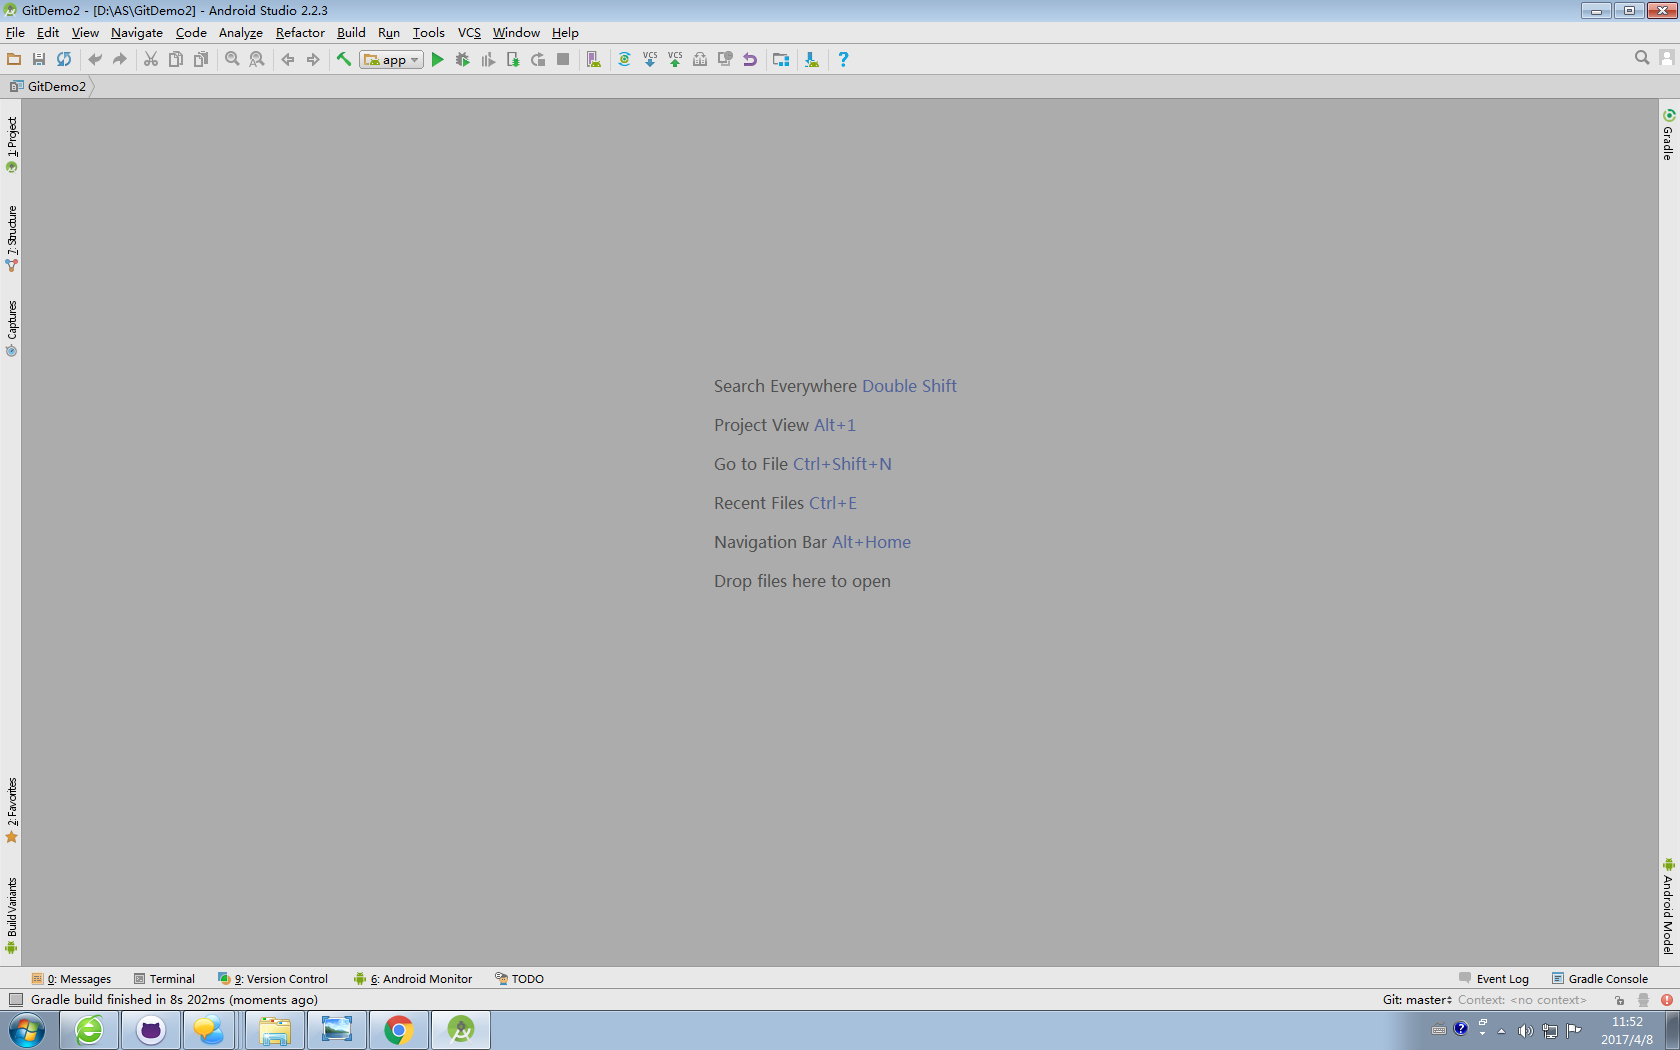 GitDemo2 - [D:\AS\GitDemo2] - Android Studio 2.2.3
File Edit View Navigate Code Analyze Refactor Build Run Tools VCS Window Help
app
VCS VCS
GitDemo2
1: Project
7: Structure
Captures
2: Favorites
Build Variants
Gradle
Android Model
Search Everywhere Double Shift
Project View Alt+1
Go to File Ctrl+Shift+N
Recent Files Ctrl+E
Navigation Bar Alt+Home
Drop files here to open
0: Messages Terminal 9: Version Control 6: Android Monitor TODO Event Log Gradle Console
Gradle build finished in 8s 202ms (moments ago) Git: master Context: <no context>
11:52
2017/4/8